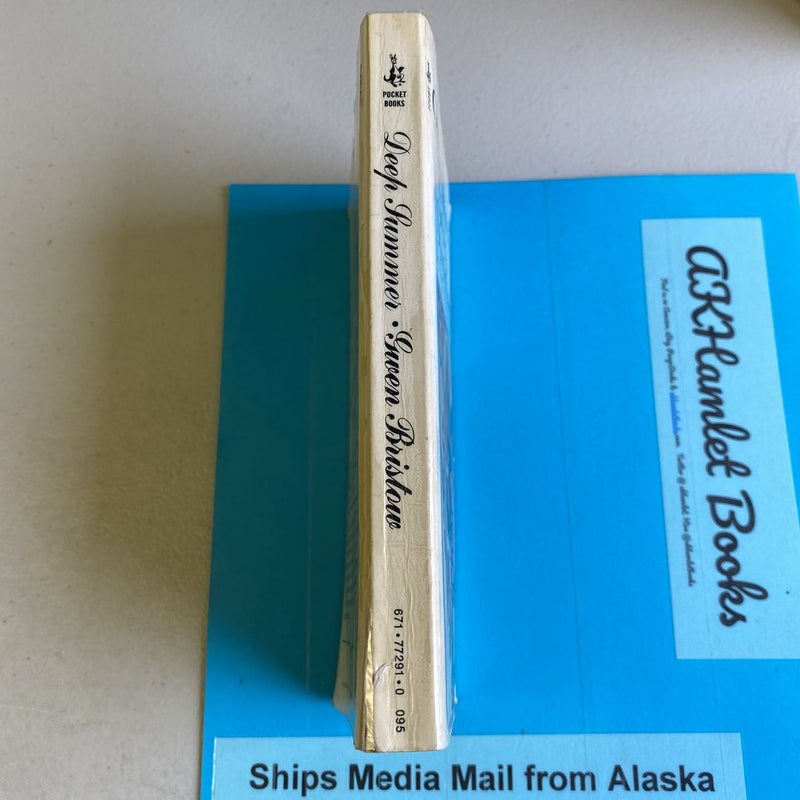 POCKET
BOOKS
Deep Summer • Gwen Bristow
671•77291•0 095
AKHamlet Books
Ships Media Mail from Alaska